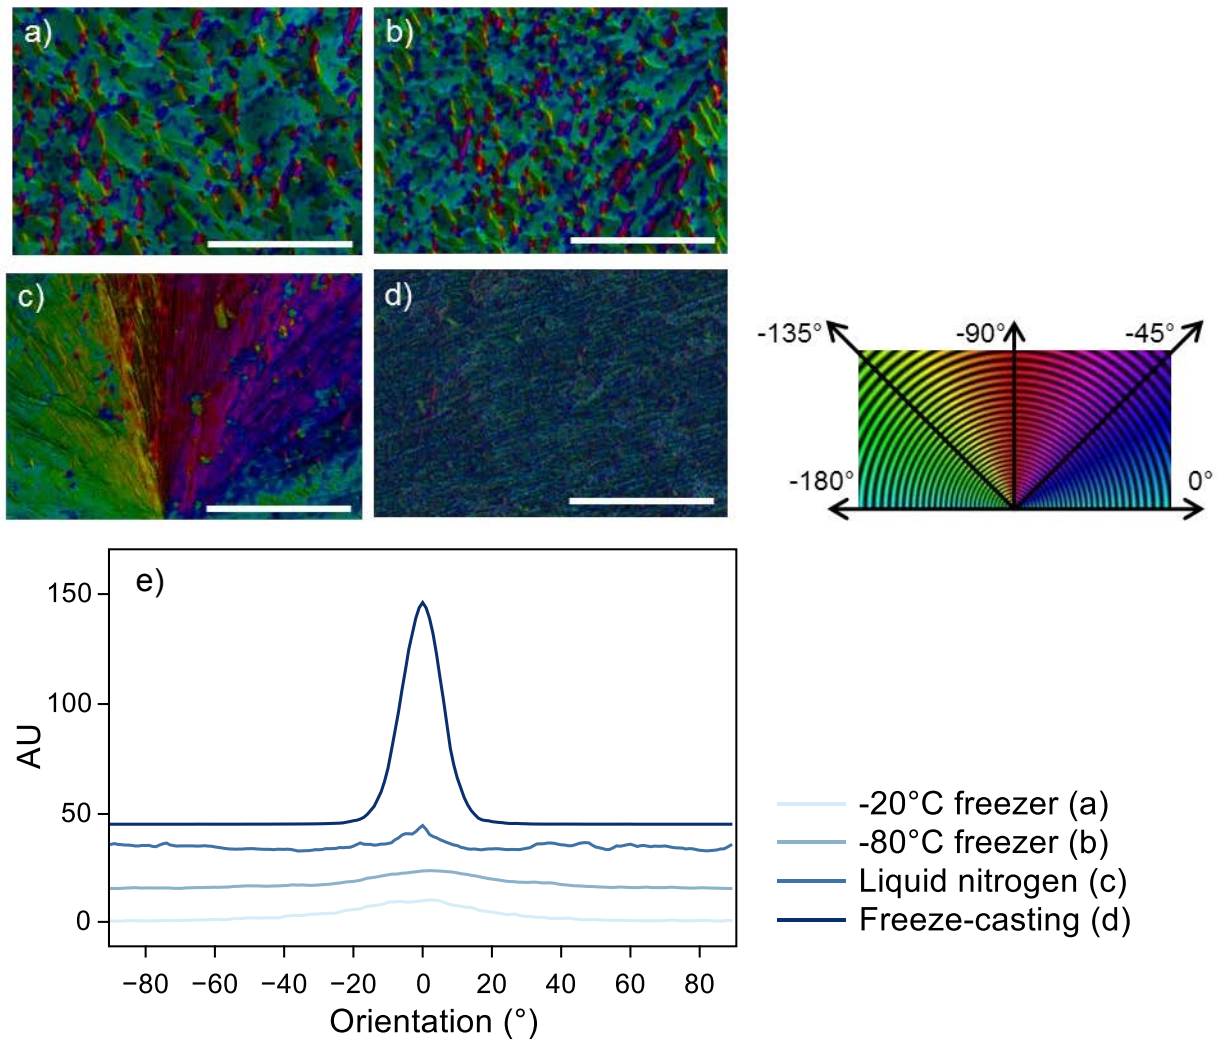 a)
b)
c)
d)
-135°
-90°
-45°
-180°
0°
e)
150
100
50
0
AU
−80
−60
−40
−20
0
20
40
60
80
Orientation (°)
-20°C freezer (a)
-80°C freezer (b)
Liquid nitrogen (c)
Freeze-casting (d)